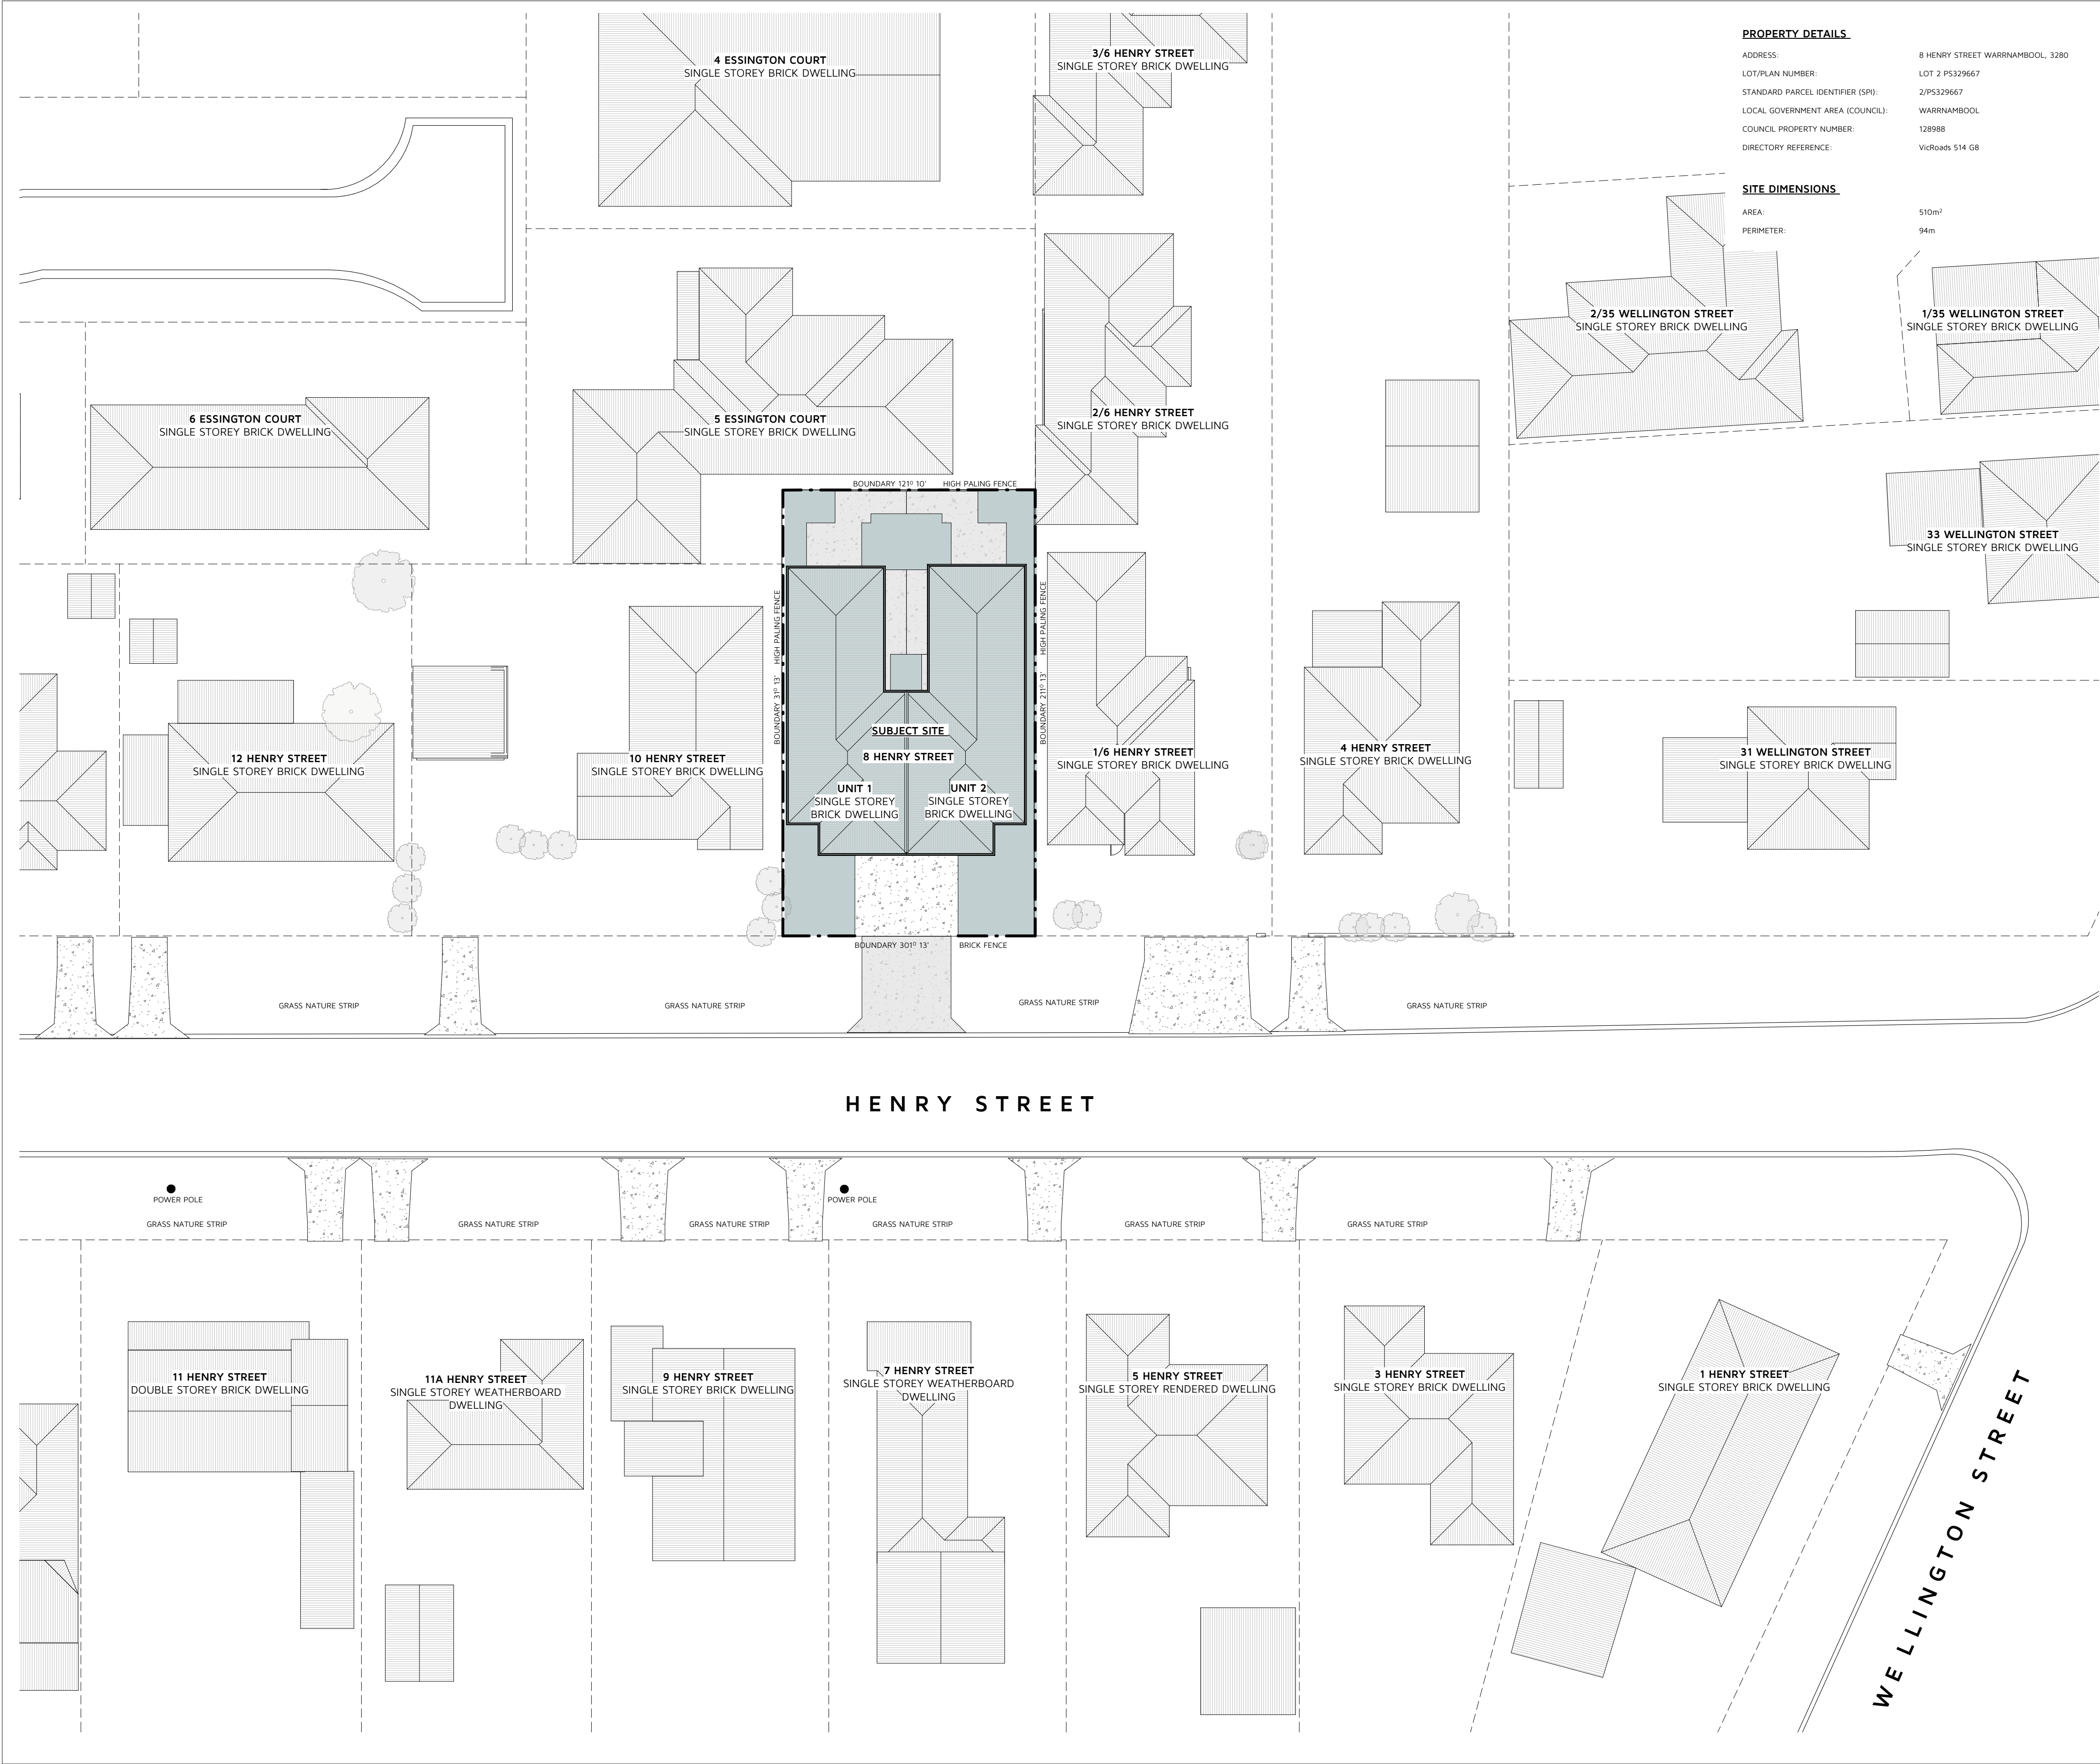 PROPERTY DETAILS
ADDRESS: 8 HENRY STREET WARRNAMBOOL, 3280
LOT/PLAN NUMBER: LOT 2 PS329667
STANDARD PARCEL IDENTIFIER (SPI): 2/PS329667
LOCAL GOVERNMENT AREA (COUNCIL): WARRNAMBOOL
COUNCIL PROPERTY NUMBER: 128988
DIRECTORY REFERENCE: VicRoads 514 G8
SITE DIMENSIONS
AREA: 510m²
PERIMETER: 94m
4 ESSINGTON COURT
SINGLE STOREY BRICK DWELLING
3/6 HENRY STREET
SINGLE STOREY BRICK DWELLING
2/35 WELLINGTON STREET
SINGLE STOREY BRICK DWELLING
1/35 WELLINGTON STREET
SINGLE STOREY BRICK DWELLING
6 ESSINGTON COURT
SINGLE STOREY BRICK DWELLING
5 ESSINGTON COURT
SINGLE STOREY BRICK DWELLING
2/6 HENRY STREET
SINGLE STOREY BRICK DWELLING
BOUNDARY 121⁰ 10' HIGH PALING FENCE
33 WELLINGTON STREET
SINGLE STOREY BRICK DWELLING
BOUNDARY 31⁰ 13' HIGH PALING FENCE
BOUNDARY 211⁰ 13' HIGH PALING FENCE
12 HENRY STREET
SINGLE STOREY BRICK DWELLING
10 HENRY STREET
SINGLE STOREY BRICK DWELLING
SUBJECT SITE
8 HENRY STREET
UNIT 1
SINGLE STOREY
BRICK DWELLING
UNIT 2
SINGLE STOREY
BRICK DWELLING
1/6 HENRY STREET
SINGLE STOREY BRICK DWELLING
4 HENRY STREET
SINGLE STOREY BRICK DWELLING
31 WELLINGTON STREET
SINGLE STOREY BRICK DWELLING
BOUNDARY 301⁰ 13' BRICK FENCE
GRASS NATURE STRIP
GRASS NATURE STRIP
GRASS NATURE STRIP
GRASS NATURE STRIP
HENRY STREET
POWER POLE
POWER POLE
GRASS NATURE STRIP
GRASS NATURE STRIP
GRASS NATURE STRIP
GRASS NATURE STRIP
GRASS NATURE STRIP
GRASS NATURE STRIP
11 HENRY STREET
DOUBLE STOREY BRICK DWELLING
11A HENRY STREET
SINGLE STOREY WEATHERBOARD
DWELLING
9 HENRY STREET
SINGLE STOREY BRICK DWELLING
7 HENRY STREET
SINGLE STOREY WEATHERBOARD
DWELLING
5 HENRY STREET
SINGLE STOREY RENDERED DWELLING
3 HENRY STREET
SINGLE STOREY BRICK DWELLING
1 HENRY STREET
SINGLE STOREY BRICK DWELLING
WELLINGTON STREET